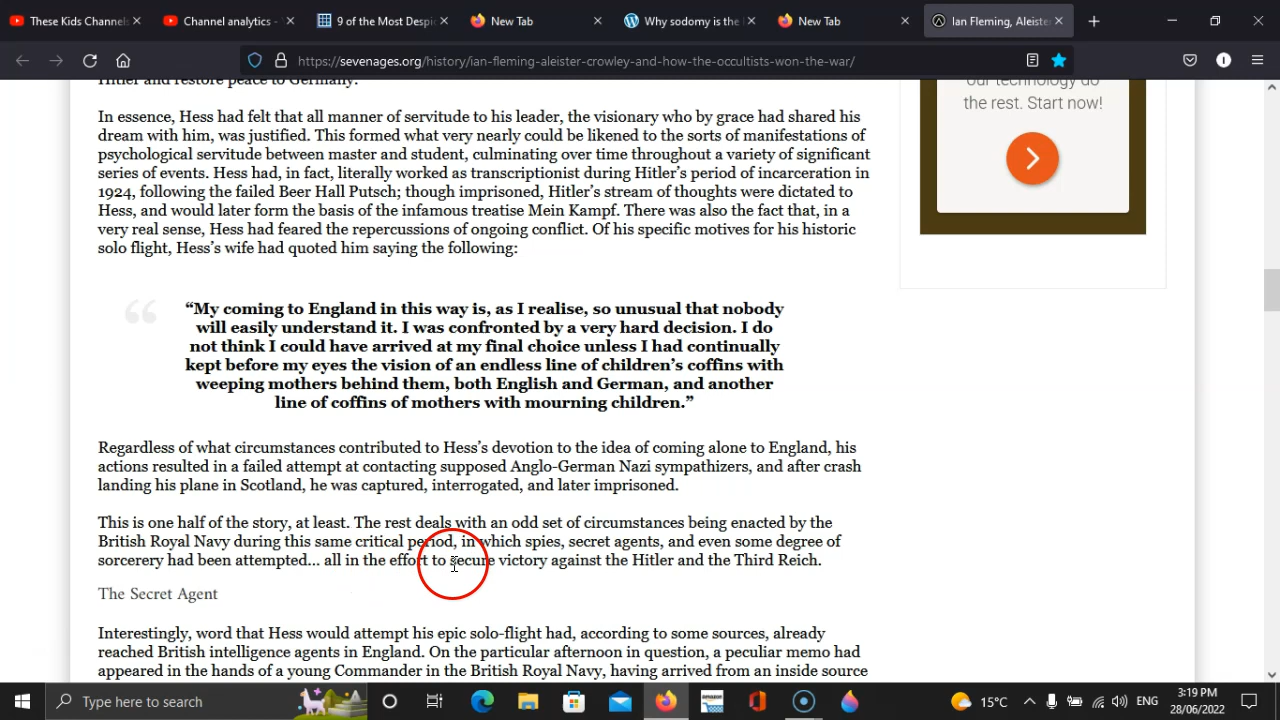 These Kids Channels
Channel analytics -
9 of the Most Despi
New Tab
Why sodomy is the
New Tab
Ian Fleming, Aleister
https://sevenages.org/history/ian-fleming-aleister-crowley-and-how-the-occultists-won-the-war/
Hitler and restore peace to Germany.
In essence, Hess had felt that all manner of servitude to his leader, the visionary who by grace had shared his
dream with him, was justified. This formed what very nearly could be likened to the sorts of manifestations of
psychological servitude between master and student, culminating over time throughout a variety of significant
series of events. Hess had, in fact, literally worked as transcriptionist during Hitler's period of incarceration in
1924, following the failed Beer Hall Putsch; though imprisoned, Hitler's stream of thoughts were dictated to
Hess, and would later form the basis of the infamous treatise Mein Kampf. There was also the fact that, in a
very real sense, Hess had feared the repercussions of ongoing conflict. Of his specific motives for his historic
solo flight, Hess's wife had quoted him saying the following:
“My coming to England in this way is, as I realise, so unusual that nobody
will easily understand it. I was confronted by a very hard decision. I do
not think I could have arrived at my final choice unless I had continually
kept before my eyes the vision of an endless line of children's coffins with
weeping mothers behind them, both English and German, and another
line of coffins of mothers with mourning children.”
Regardless of what circumstances contributed to Hess's devotion to the idea of coming alone to England, his
actions resulted in a failed attempt at contacting supposed Anglo-German Nazi sympathizers, and after crash
landing his plane in Scotland, he was captured, interrogated, and later imprisoned.
This is one half of the story, at least. The rest deals with an odd set of circumstances being enacted by the
British Royal Navy during this same critical period, in which spies, secret agents, and even some degree of
sorcerery had been attempted... all in the effort to secure victory against the Hitler and the Third Reich.
The Secret Agent
Interestingly, word that Hess would attempt his epic solo-flight had, according to some sources, already
reached British intelligence agents in England. On the particular afternoon in question, a peculiar memo had
appeared in the hands of a young Commander in the British Royal Navy, having arrived from an inside source
our technology do
the rest. Start now!
Type here to search
15°C
ENG
3:19 PM
28/06/2022